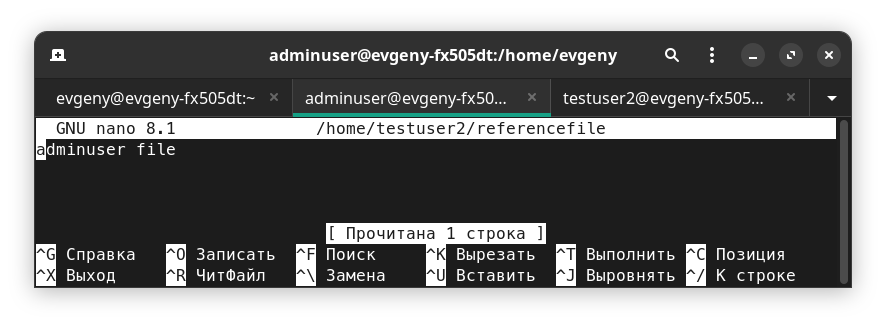 adminuser@evgeny-fx505dt:/home/evgeny
evgeny@evgeny-fx505dt:~ adminuser@evgeny-fx50... testuser2@evgeny-fx505...
GNU nano 8.1 /home/testuser2/referencefile
adminuser file
[ Прочитана 1 строка ]
^G Справка ^O Записать ^F Поиск ^K Вырезать ^T Выполнить ^C Позиция
^X Выход ^R ЧитФайл ^\ Замена ^U Вставить ^J Выровнять ^/ К строке